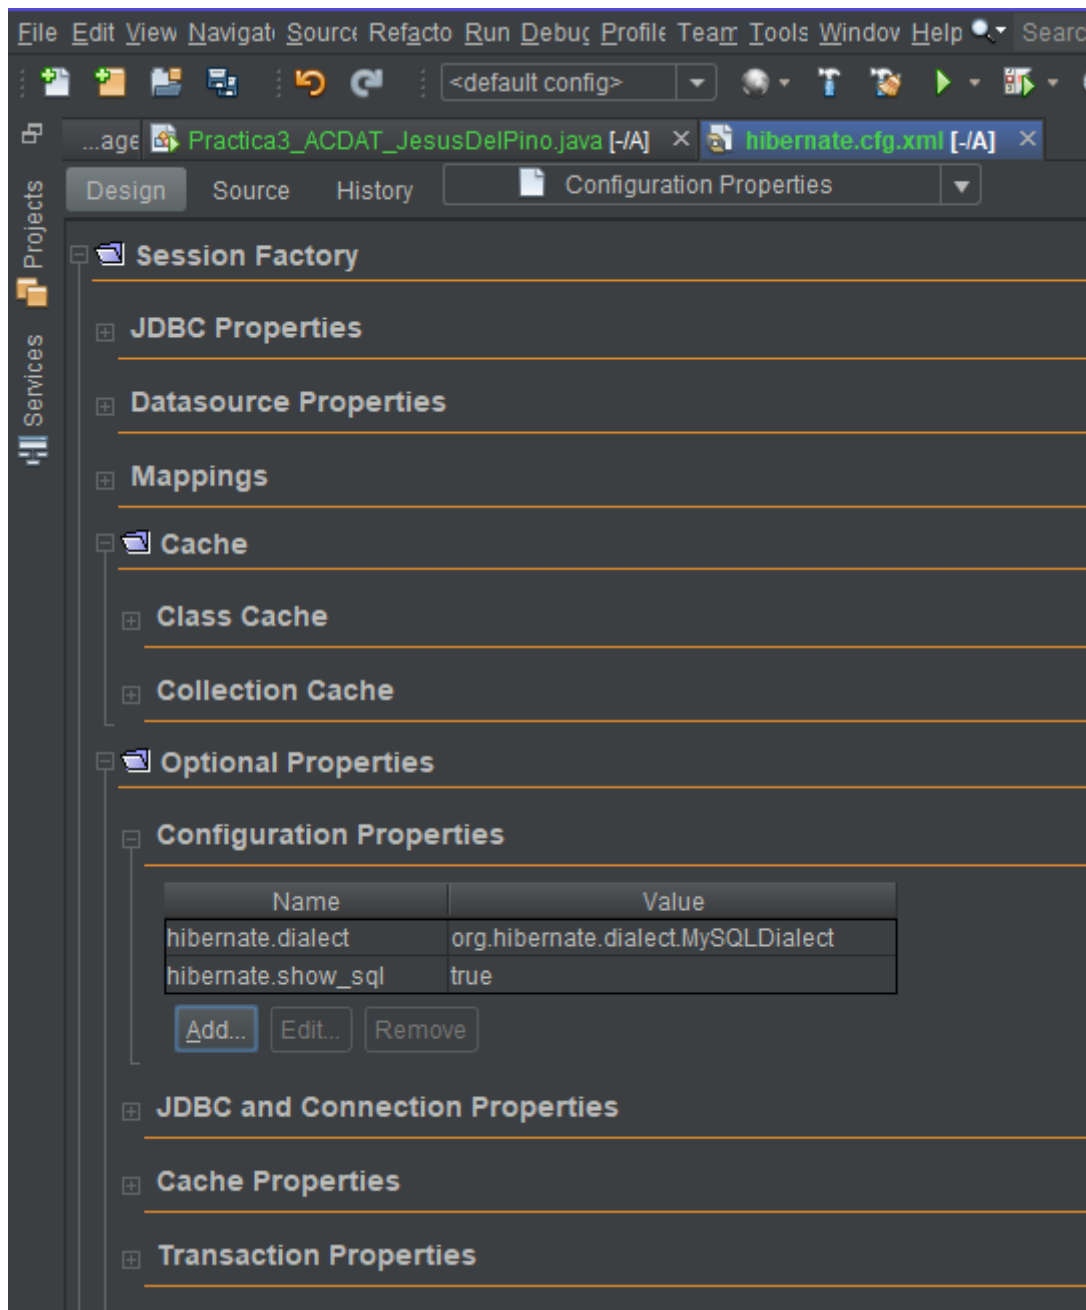 File Edit View Navigati Source Refacto Run Debug Profile Team Tools Window Help Searc
<default config>
...age Practica3_ACDAT_JesusDelPino.java [-/A] hibernate.cfg.xml [-/A]
Design Source History Configuration Properties
Projects
Services
Session Factory
JDBC Properties
Datasource Properties
Mappings
Cache
Class Cache
Collection Cache
Optional Properties
Configuration Properties
Name Value
hibernate.dialect org.hibernate.dialect.MySQLDialect
hibernate.show_sql true
Add... Edit... Remove
JDBC and Connection Properties
Cache Properties
Transaction Properties